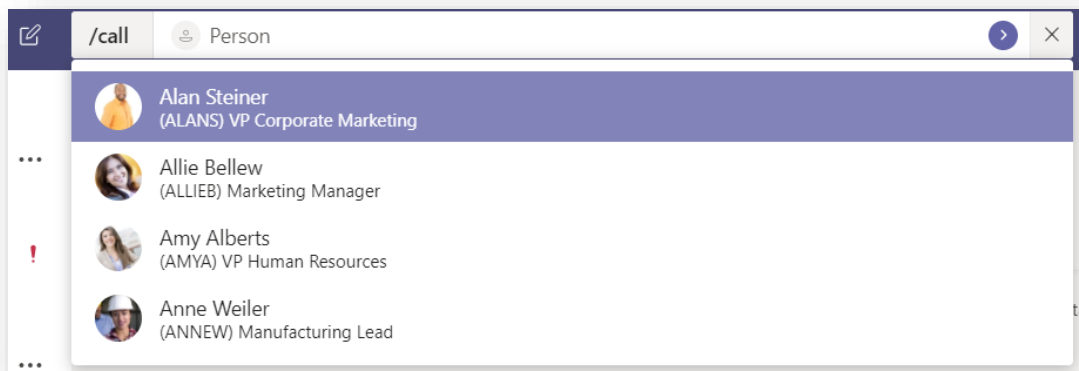 /call Person
Alan Steiner
(ALANS) VP Corporate Marketing
Allie Bellew
(ALLIEB) Marketing Manager
Amy Alberts
(AMYA) VP Human Resources
Anne Weiler
(ANNEW) Manufacturing Lead